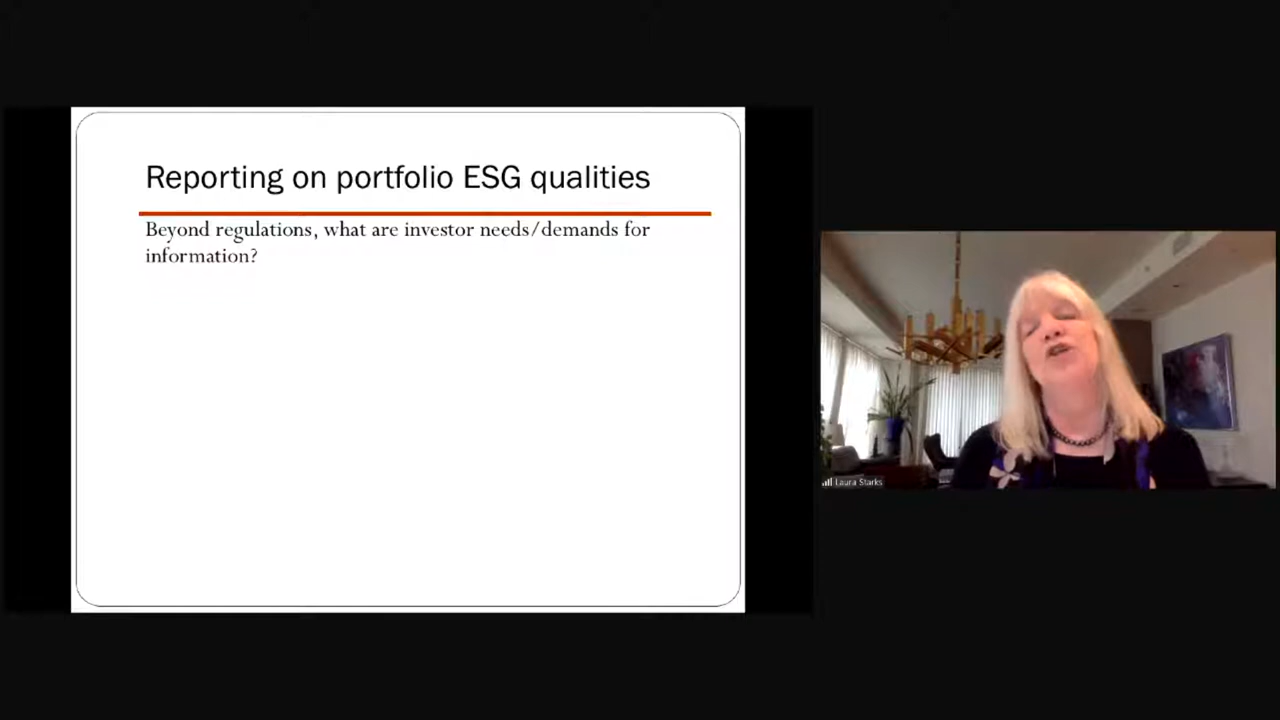 Reporting on portfolio ESG qualities
Beyond regulations, what are investor needs/demands for
information?
Laura Starks